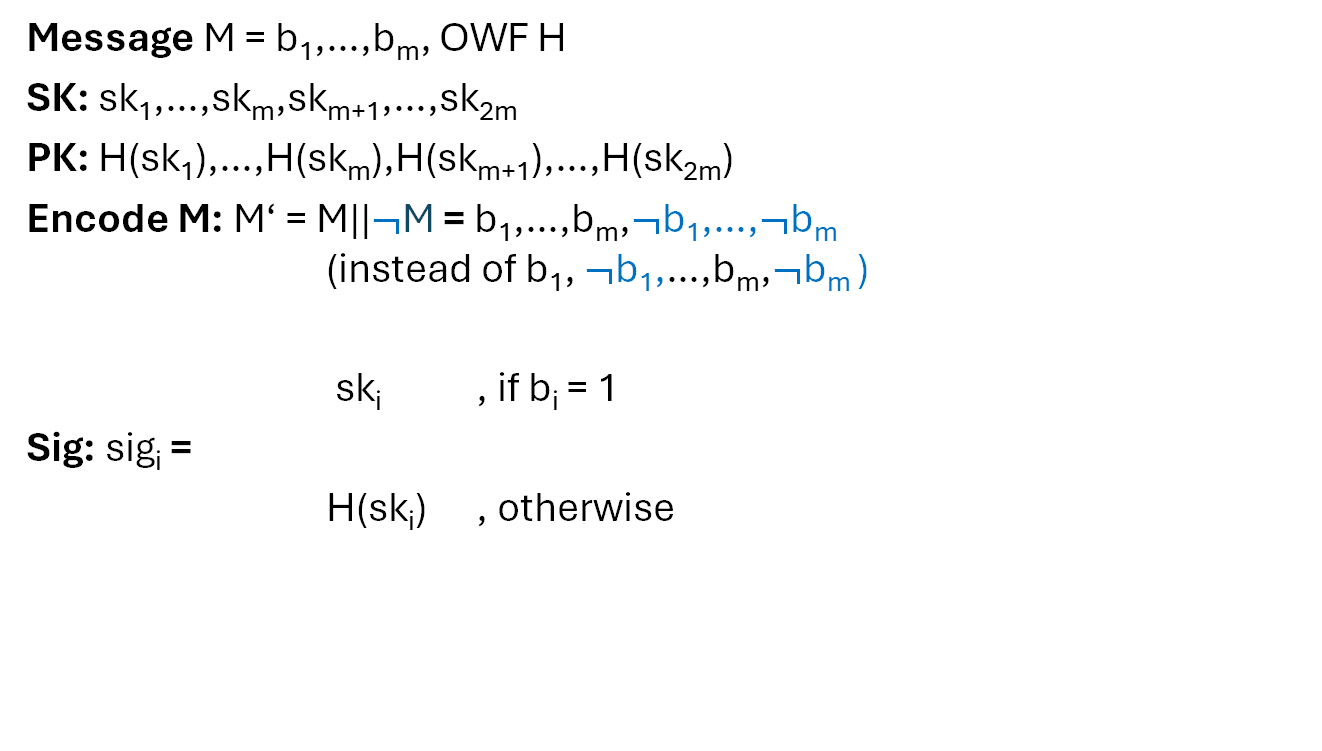 Message M = b₁,...,bₘ, OWF H
SK: sk₁,...,skₘ,skₘ₊₁,...,sk₂ₘ
PK: H(sk₁),...,H(skₘ),H(skₘ₊₁),...,H(sk₂ₘ)
Encode M: M‘ = M||¬M = b₁,...,bₘ,¬b₁,...,¬bₘ
(instead of b₁, ¬b₁,...,bₘ,¬bₘ )
skᵢ , if bᵢ = 1
Sig: sigᵢ =
H(skᵢ) , otherwise